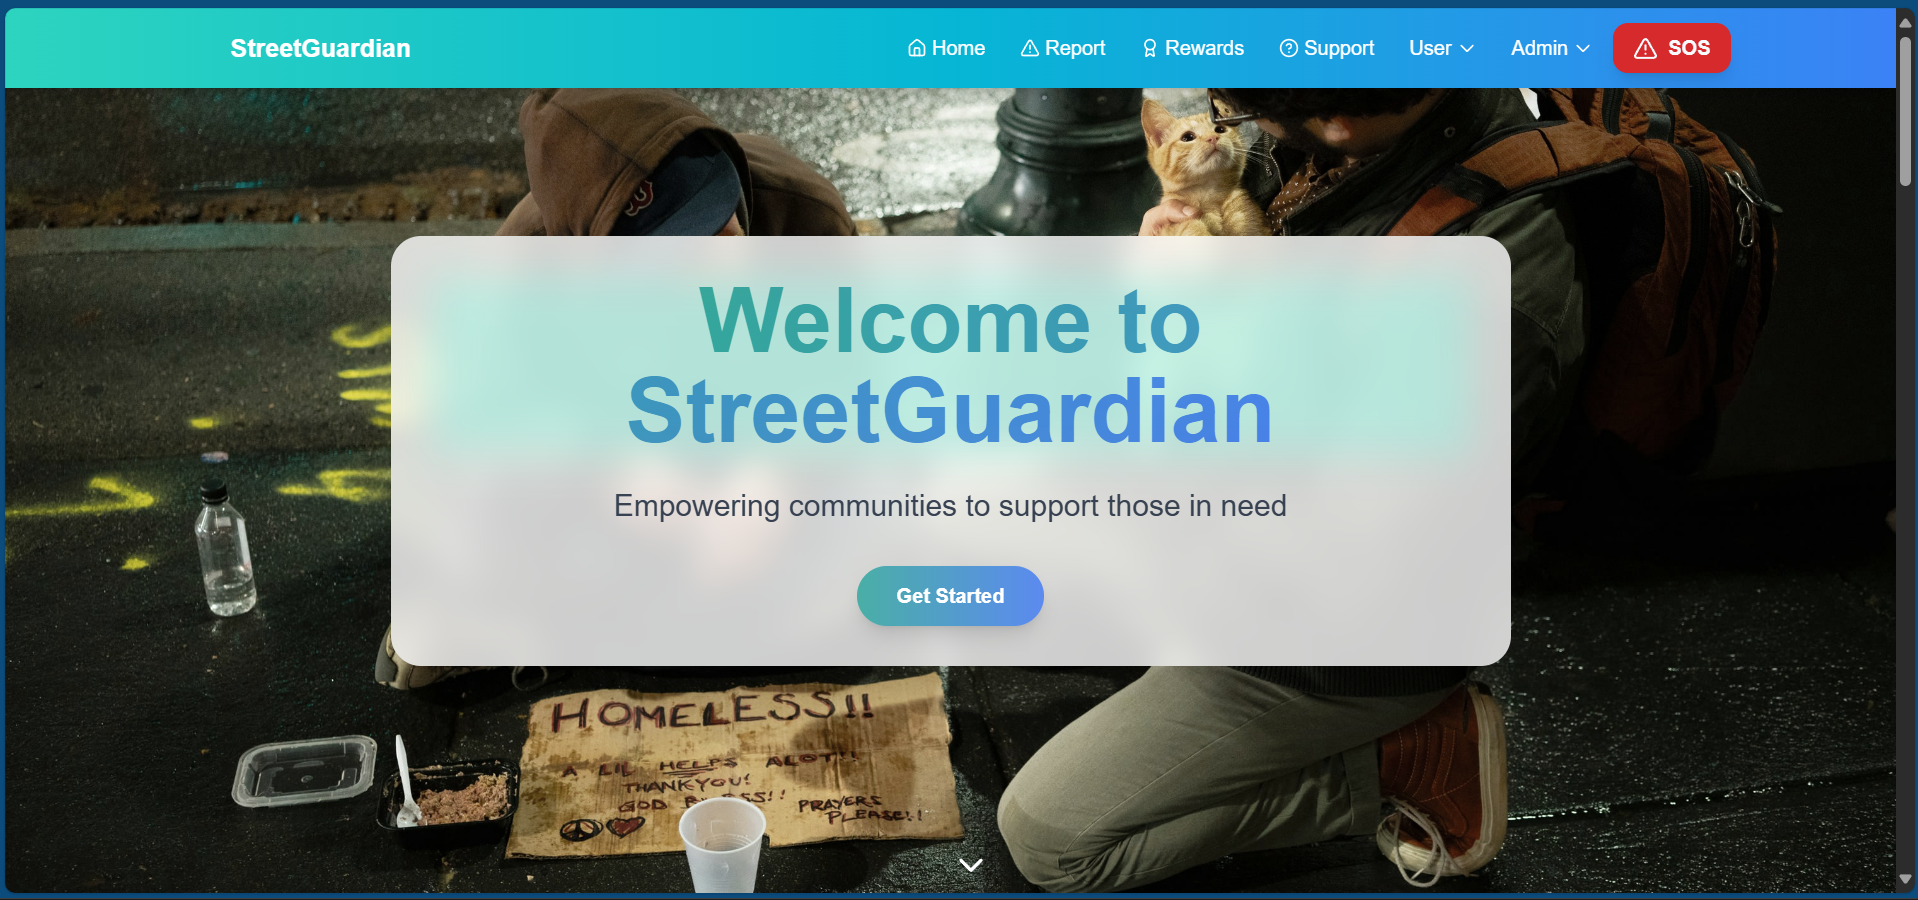 StreetGuardian
Home
Report
Rewards
Support
User
Admin
SOS
Welcome to
StreetGuardian
Empowering communities to support those in need
Get Started
HOMELESS!!
A LIL HELPS ALOT!!
THANKYOU!
GOD
PRAYERS
PLEASE!!